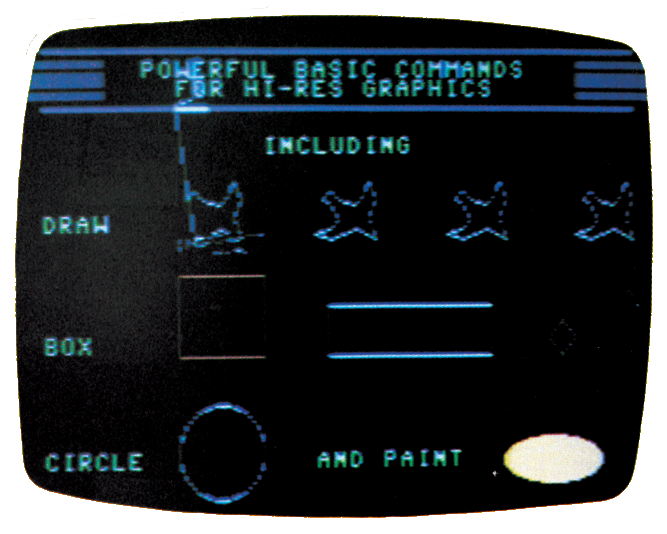 POWERFUL BASIC COMMANDS
FOR HI-RES GRAPHICS
INCLUDING
DRAW
BOX
CIRCLE
AND PAINT